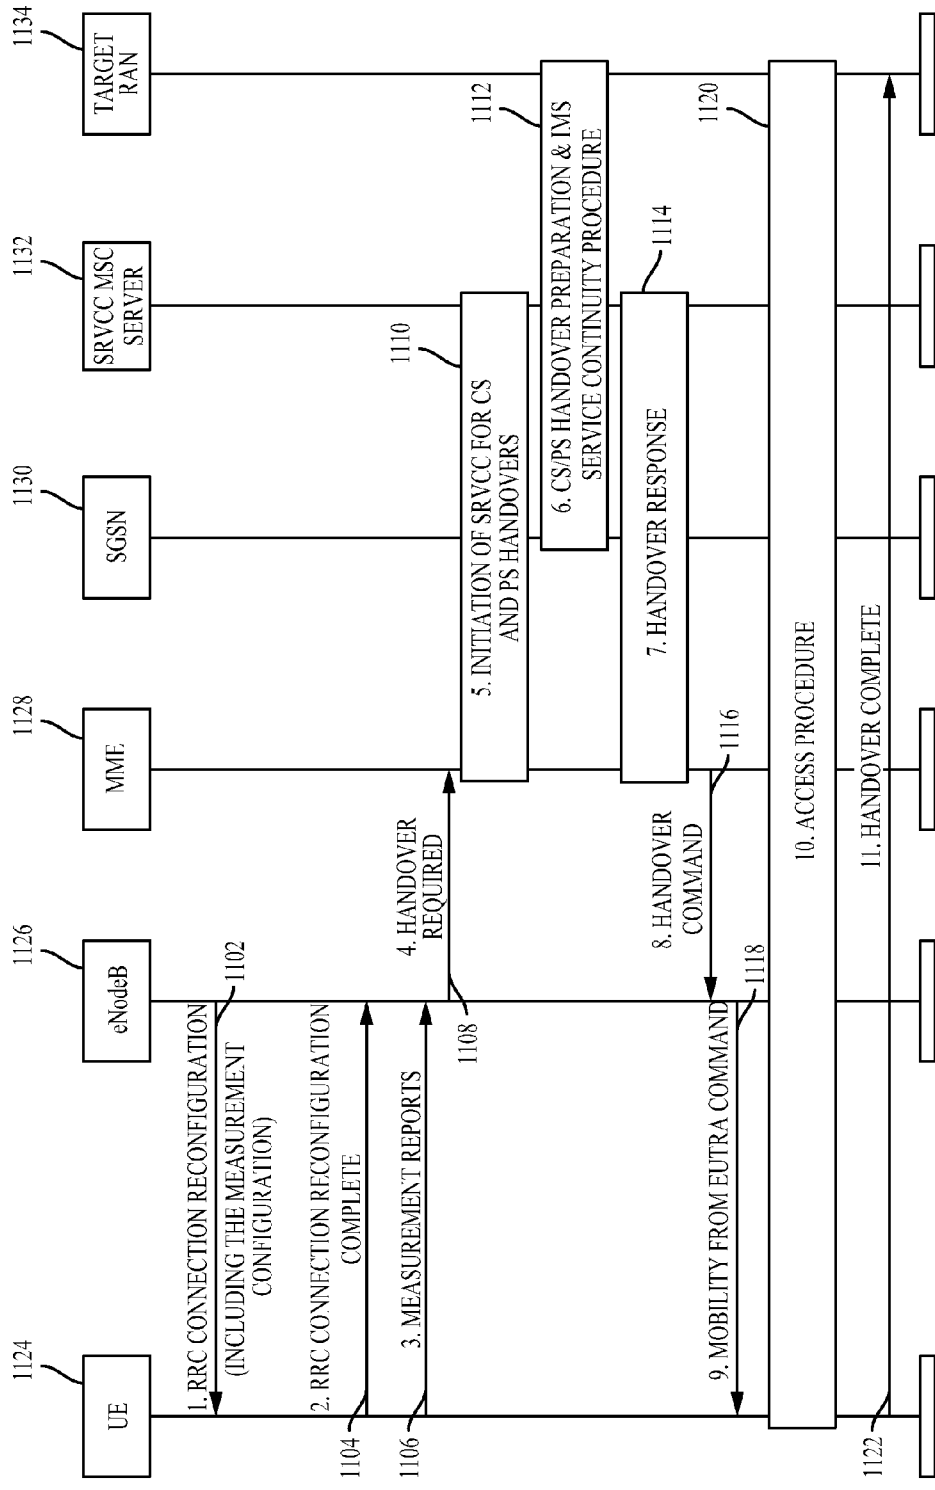 1124
1126
1128
1130
1132
1134
UE
eNodeB
MME
SGSN
SRVCC MSC
SERVER
TARGET
RAN
1. RRC CONNECTION RECONFIGURATION
(INCLUDING THE MEASUREMENT
CONFIGURATION)
1102
2. RRC CONNECTION RECONFIGURATION
COMPLETE
1104
3. MEASUREMENT REPORTS
1106
4. HANDOVER
REQUIRED
1108
1110
5. INITIATION OF SRVCC FOR CS
AND PS HANDOVERS
1112
6. CS/PS HANDOVER PREPARATION & IMS
SERVICE CONTINUITY PROCEDURE
1114
7. HANDOVER RESPONSE
8. HANDOVER
COMMAND
1116
9. MOBILITY FROM EUTRA COMMAND
1118
1120
10. ACCESS PROCEDURE
11. HANDOVER COMPLETE
1122